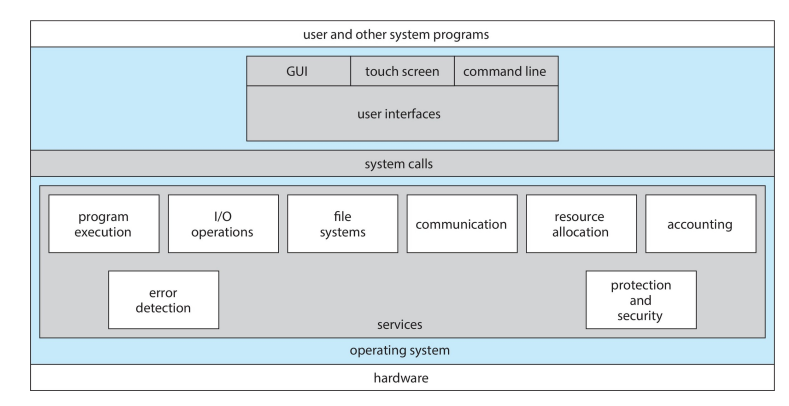 user and other system programs
GUI
touch screen
command line
user interfaces
system calls
program
execution
I/O
operations
file
systems
communication
resource
allocation
accounting
error
detection
protection
and
security
services
operating system
hardware